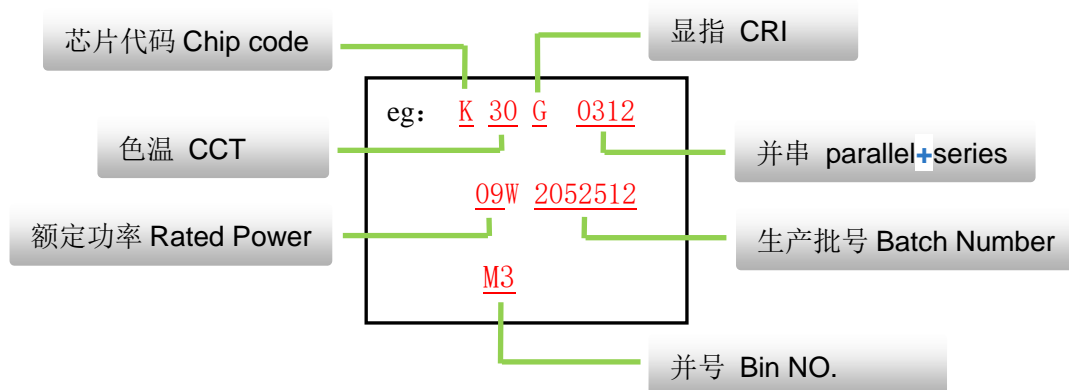 芯片代码 Chip code
显指 CRI
eg: K 30 G 0312
色温 CCT
并串 parallel+series
09W 2052512
额定功率 Rated Power
生产批号 Batch Number
M3
并号 Bin NO.